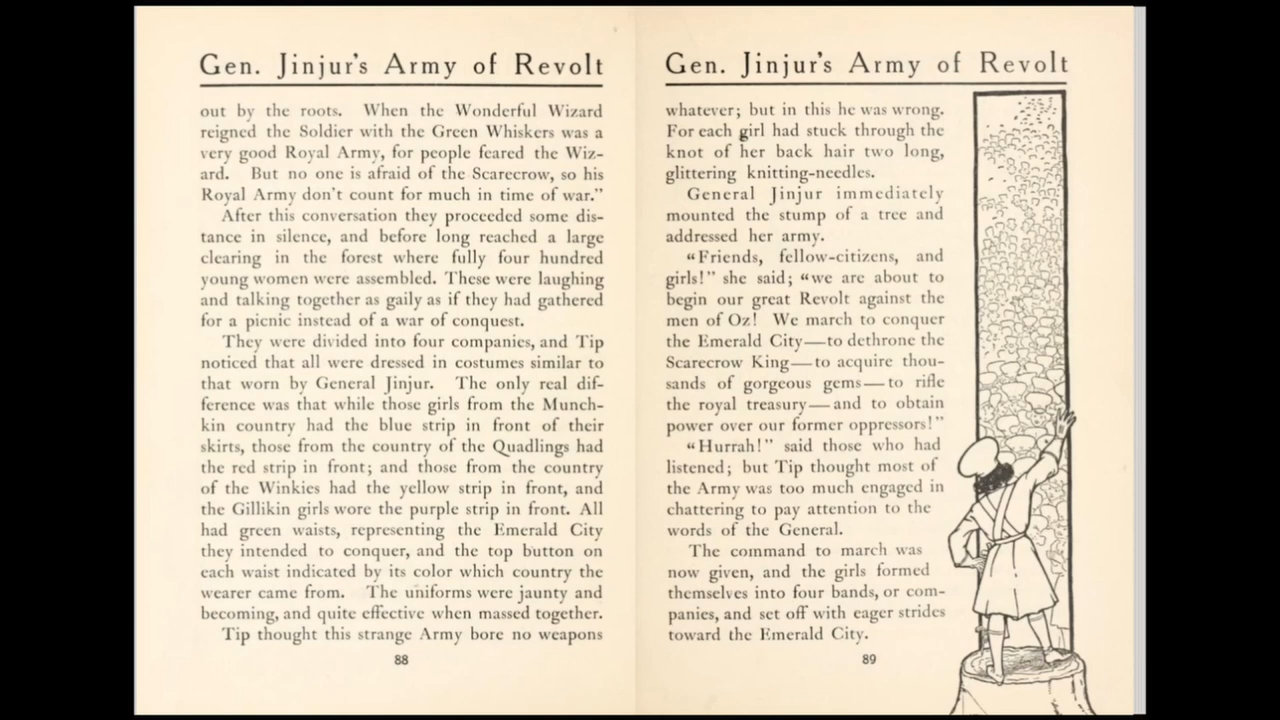 Gen. Jinjur's Army of Revolt
out by the roots. When the Wonderful Wizard
reigned the Soldier with the Green Whiskers was a
very good Royal Army, for people feared the Wiz-
ard. But no one is afraid of the Scarecrow, so his
Royal Army don't count for much in time of war."
After this conversation they proceeded some dis-
tance in silence, and before long reached a large
clearing in the forest where fully four hundred
young women were assembled. These were laughing
and talking together as gaily as if they had gathered
for a picnic instead of a war of conquest.
They were divided into four companies, and Tip
noticed that all were dressed in costumes similar to
that worn by General Jinjur. The only real dif-
ference was that while those girls from the Munch-
kin country had the blue strip in front of their
skirts, those from the country of the Quadlings had
the red strip in front; and those from the country
of the Winkies had the yellow strip in front, and
the Gillikin girls wore the purple strip in front. All
had green waists, representing the Emerald City
they intended to conquer, and the top button on
each waist indicated by its color which country the
wearer came from. The uniforms were jaunty and
becoming, and quite effective when massed together.
Tip thought this strange Army bore no weapons
88
Gen. Jinjur's Army of Revolt
whatever; but in this he was wrong.
For each girl had stuck through the
knot of her back hair two long,
glittering knitting-needles.
General Jinjur immediately
mounted the stump of a tree and
addressed her army.
"Friends, fellow-citizens, and
girls!" she said; "we are about to
begin our great Revolt against the
men of Oz! We march to conquer
the Emerald City—to dethrone the
Scarecrow King—to acquire thou-
sands of gorgeous gems—to rifle
the royal treasury—and to obtain
power over our former oppressors!"
"Hurrah!" said those who had
listened; but Tip thought most of
the Army was too much engaged in
chattering to pay attention to the
words of the General.
The command to march was
now given, and the girls formed
themselves into four bands, or com-
panies, and set off with eager strides
toward the Emerald City.
89